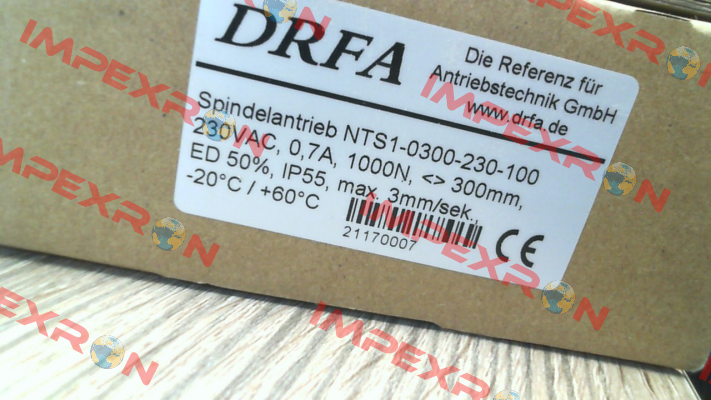 DRFA
Die Referenz für
Antriebstechnik GmbH
www.drfa.de
Spindelantrieb NTS1-0300-230-100
230VAC, 0,7A, 1000N, <> 300mm,
ED 50%, IP55, max. 3mm/sek.,
-20°C / +60°C
21170007
CE
IMPEXRON
IMPEXRON
IMPEXRON
IMPEXRON
IMPEXRON
IMPEXRON
IMPEXRON